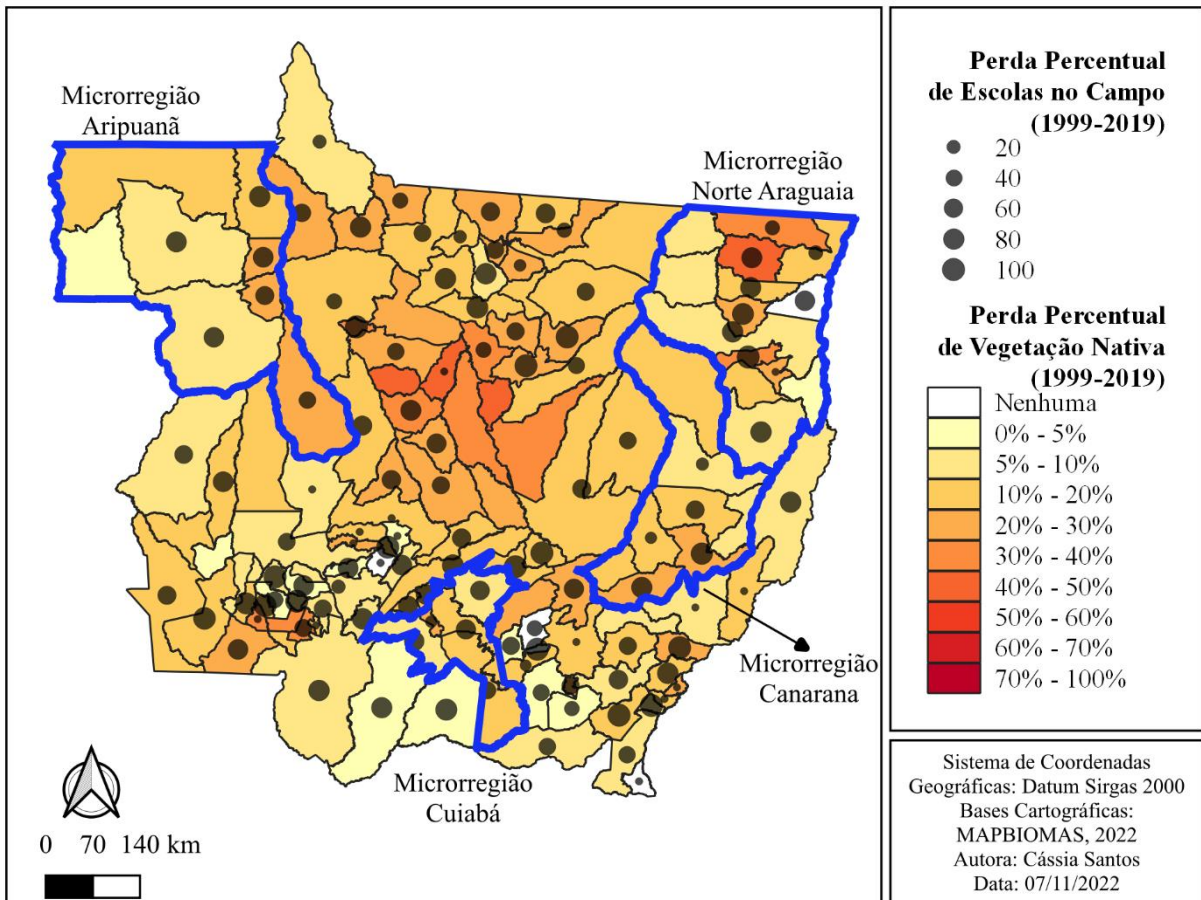 Microrregião
Aripuanã
Microrregião
Norte Araguaia
Microrregião
Canarana
Microrregião
Cuiabá
0 70 140 km
Perda Percentual
de Escolas no Campo
(1999-2019)
20
40
60
80
100
Perda Percentual
de Vegetação Nativa
(1999-2019)
Nenhuma
0% - 5%
5% - 10%
10% - 20%
20% - 30%
30% - 40%
40% - 50%
50% - 60%
60% - 70%
70% - 100%
Sistema de Coordenadas
Geográficas: Datum Sirgas 2000
Bases Cartográficas:
MAPBIOMAS, 2022
Autora: Cássia Santos
Data: 07/11/2022